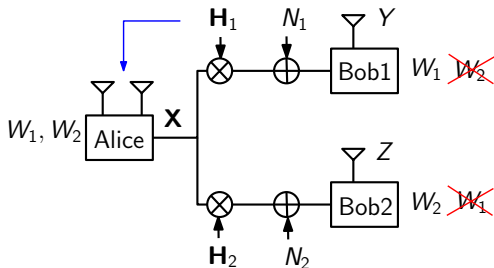 H₁ N₁ Y
Bob1 W₁ W₂
W₁, W₂ Alice X Z
Bob2 W₂ W₁
H₂ N₂